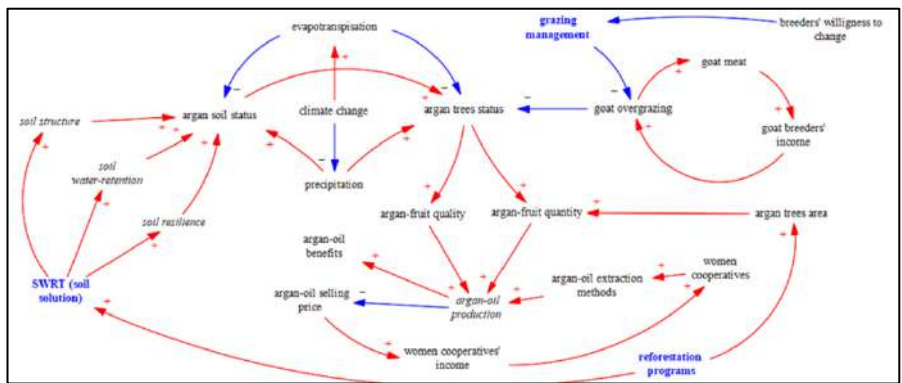 evapotranspisation
grazing
management
breeders' willigness to
change
goat meat
soil structure
argan soil status
climate change
argan trees status
goat overgrazing
goat breeders'
income
soil
water-retention
precipitation
soil resilience
argan-fruit quality
argan-fruit quantity
argan trees area
argan-oil
benefits
SWRT (soil
solution)
argan-oil selling
price
argan-oil
production
argan-oil extraction
methods
women
cooperatives
women cooperatives'
income
reforestation
programs